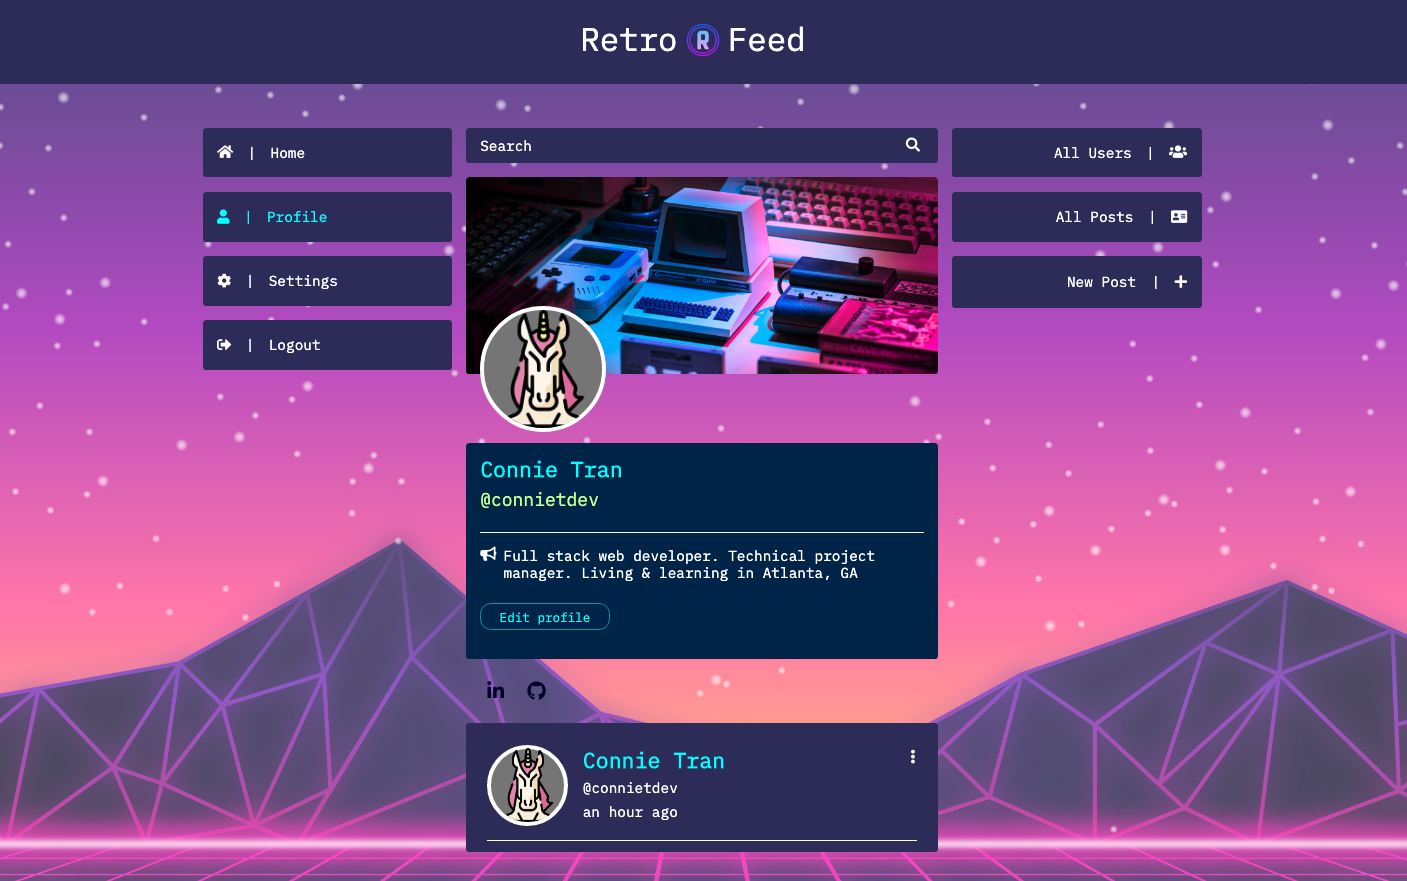 Retro R Feed
| Home
| Profile
| Settings
| Logout
Search
Connie Tran
@connietdev
Full stack web developer. Technical project
manager. Living & learning in Atlanta, GA
Edit profile
in
Connie Tran
@connietdev
an hour ago
All Users |
All Posts |
New Post |